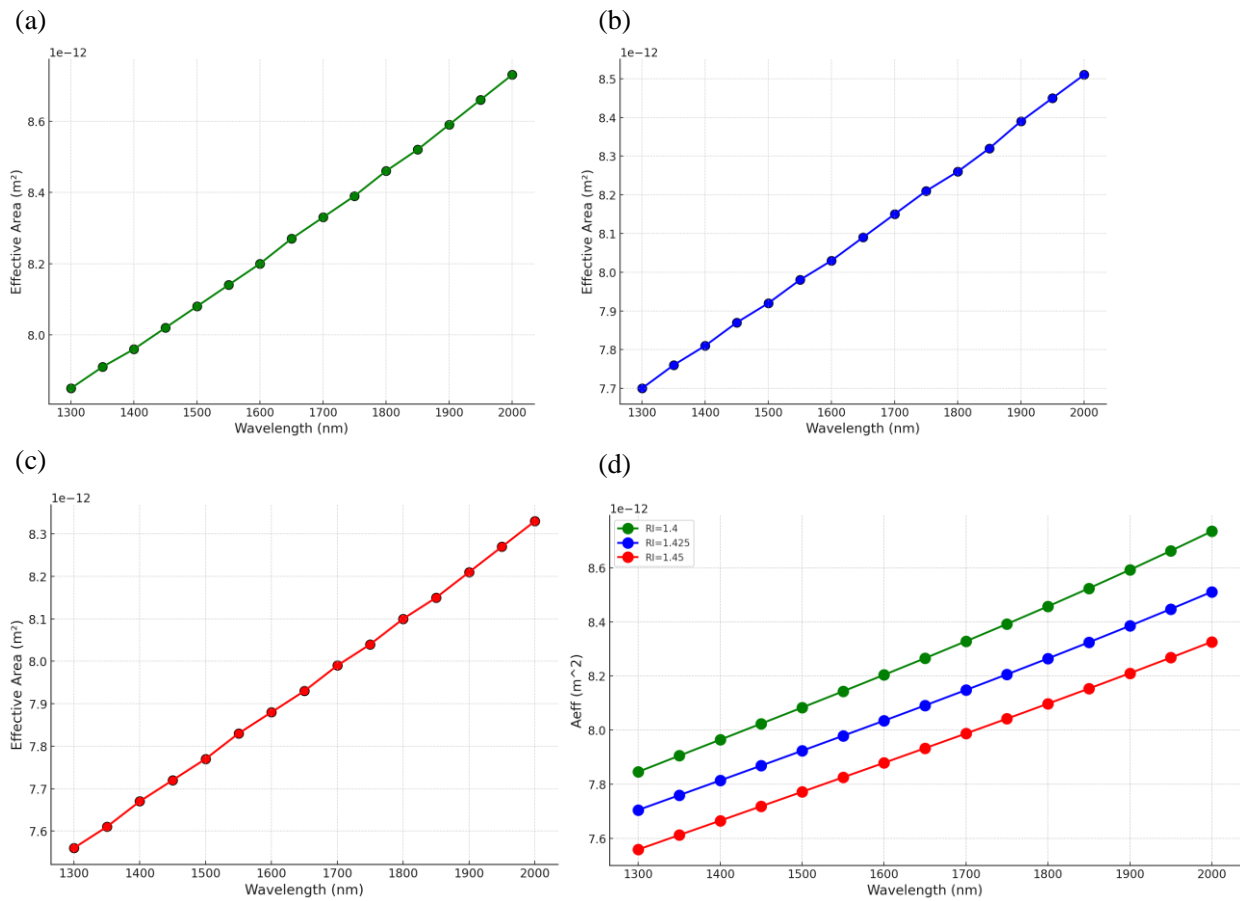 (a)
1e−12
8.6
8.4
8.2
8.0
Effective Area (m²)
1300 1400 1500 1600 1700 1800 1900 2000
Wavelength (nm)
(b)
1e−12
8.5
8.4
8.3
8.2
8.1
8.0
7.9
7.8
7.7
Effective Area (m²)
1300 1400 1500 1600 1700 1800 1900 2000
Wavelength (nm)
(c)
1e−12
8.3
8.2
8.1
8.0
7.9
7.8
7.7
7.6
Effective Area (m²)
1300 1400 1500 1600 1700 1800 1900 2000
Wavelength (nm)
(d)
1e−12
RI=1.4
RI=1.425
RI=1.45
8.6
8.4
8.2
8.0
7.8
7.6
Aeff (m^2)
1300 1400 1500 1600 1700 1800 1900 2000
Wavelength (nm)